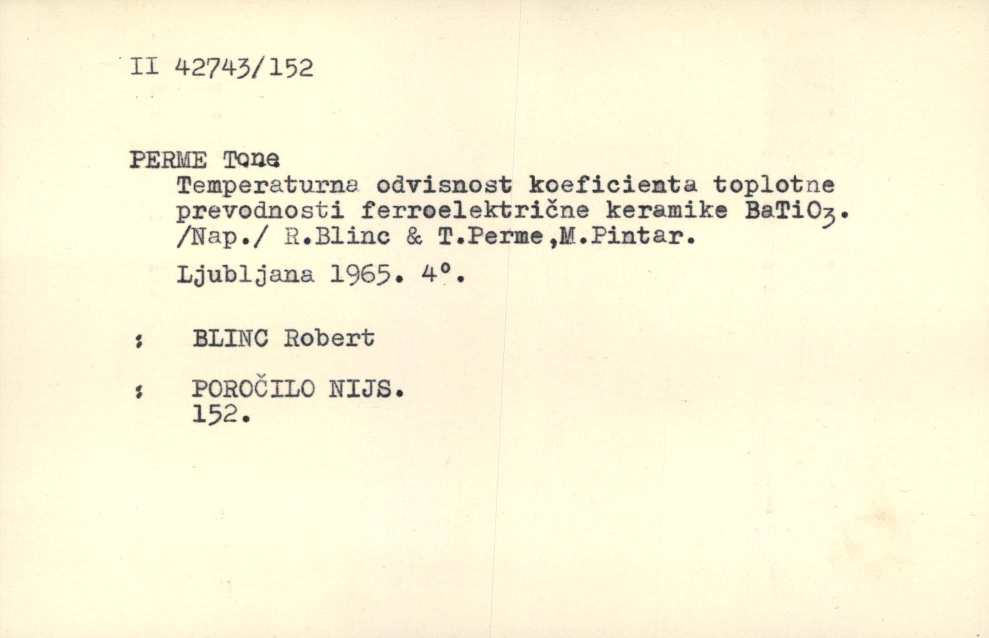 II 42743/152
PERME Tone
Temperaturna odvisnost koeficienta toplotne
prevodnosti ferroelektrične keramike BaTiO3.
/Nap./ R.Blinc & T.Perme,M.Pintar.
Ljubljana 1965. 4°.
: BLINC Robert
: POROČILO NIJS.
152.